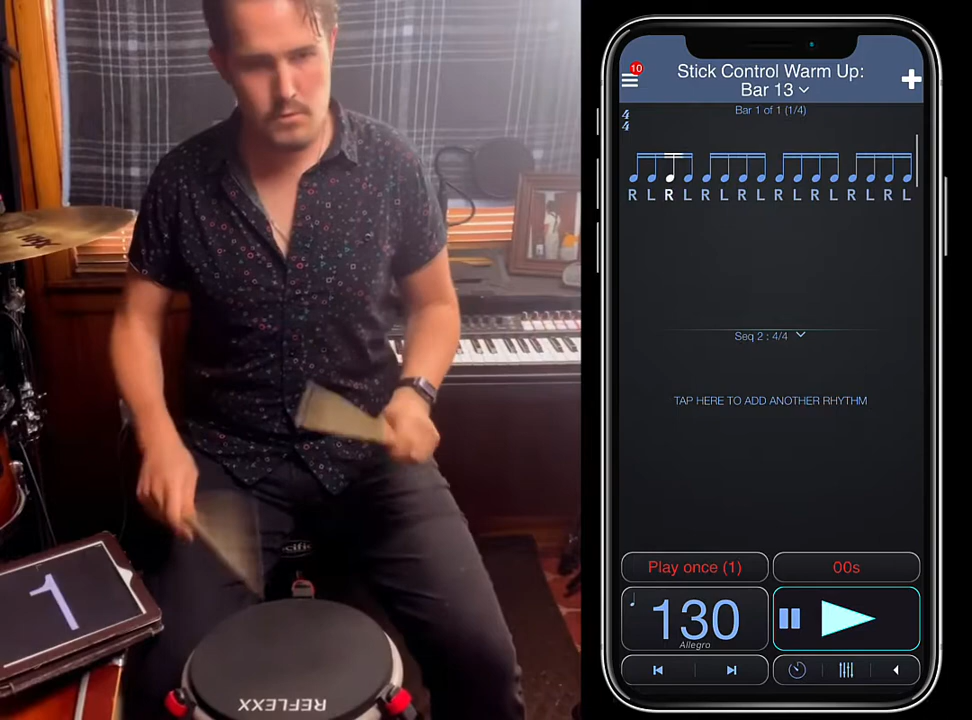 10
Stick Control Warm Up:
Bar 13
Bar 1 of 1 (1/4)
4
4
R L R L R L R L R L R L R L R L
Seq 2 : 4/4
TAP HERE TO ADD ANOTHER RHYTHM
Play once (1)
00s
130
Allegro
1
REFLEXX